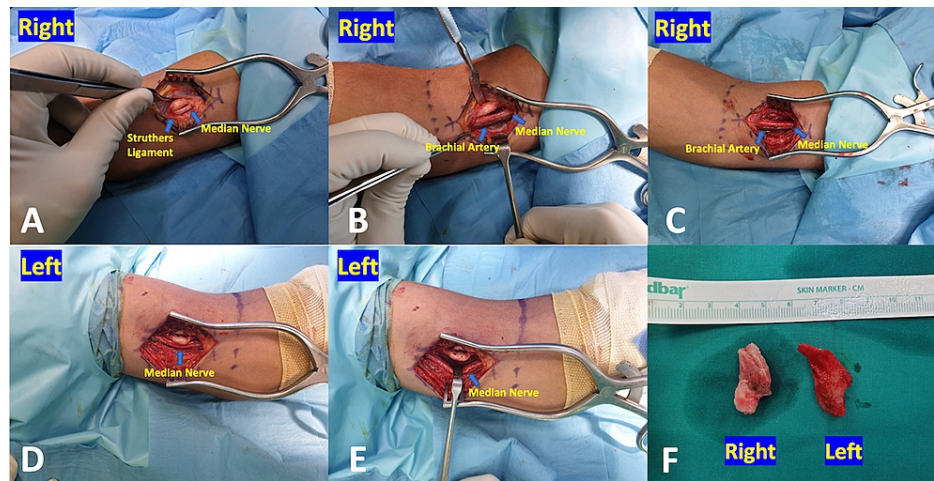 Right
Struthers
Ligament
Median Nerve
A
Right
Brachial Artery
Median Nerve
B
Right
Brachial Artery
Median Nerve
C
Left
Median Nerve
D
Left
Median Nerve
E
dbar
SKIN MARKER - CM
Right
Left
F